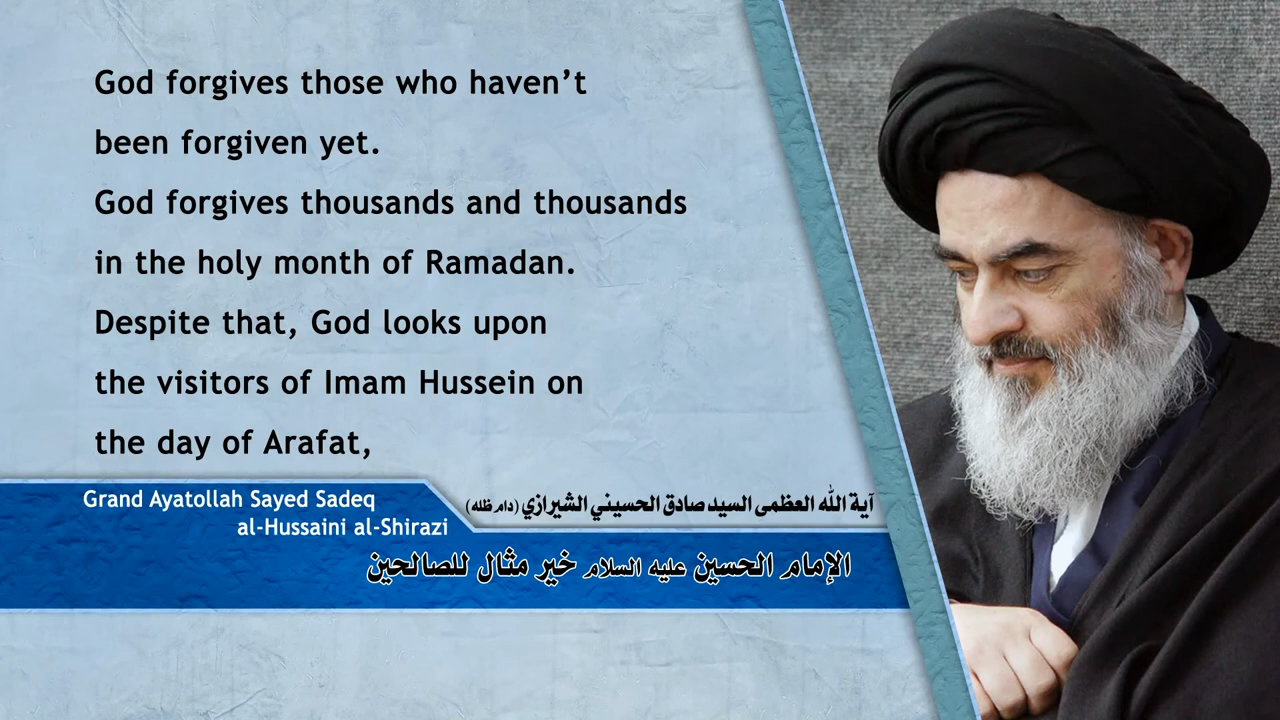 God forgives those who haven’t
been forgiven yet.
God forgives thousands and thousands
in the holy month of Ramadan.
Despite that, God looks upon
the visitors of Imam Hussein on
the day of Arafat,
Grand Ayatollah Sayed Sadeq
al-Hussaini al-Shirazi
آية الله العظمى السيد صادق الحسيني الشيرازي (دام ظله)
الإمام الحسين عليه السلام خير مثال للصالحين